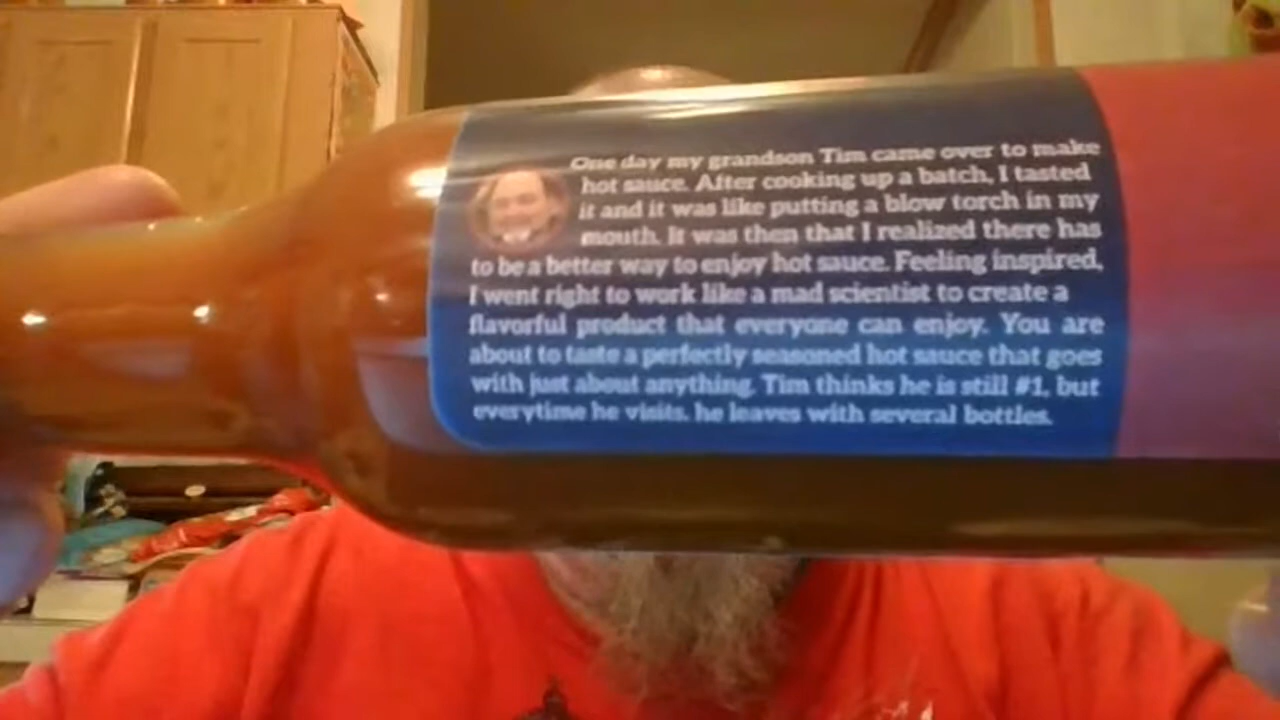 One day my grandson Tim came over to make
hot sauce. After cooking up a batch, I tasted
it and it was like putting a blow torch in my
mouth. It was then that I realized there has
to be a better way to enjoy hot sauce. Feeling inspired,
I went right to work like a mad scientist to create a
flavorful product that everyone can enjoy. You are
about to taste a perfectly seasoned hot sauce that goes
with just about anything. Tim thinks he is still #1, but
everytime he visits, he leaves with several bottles.